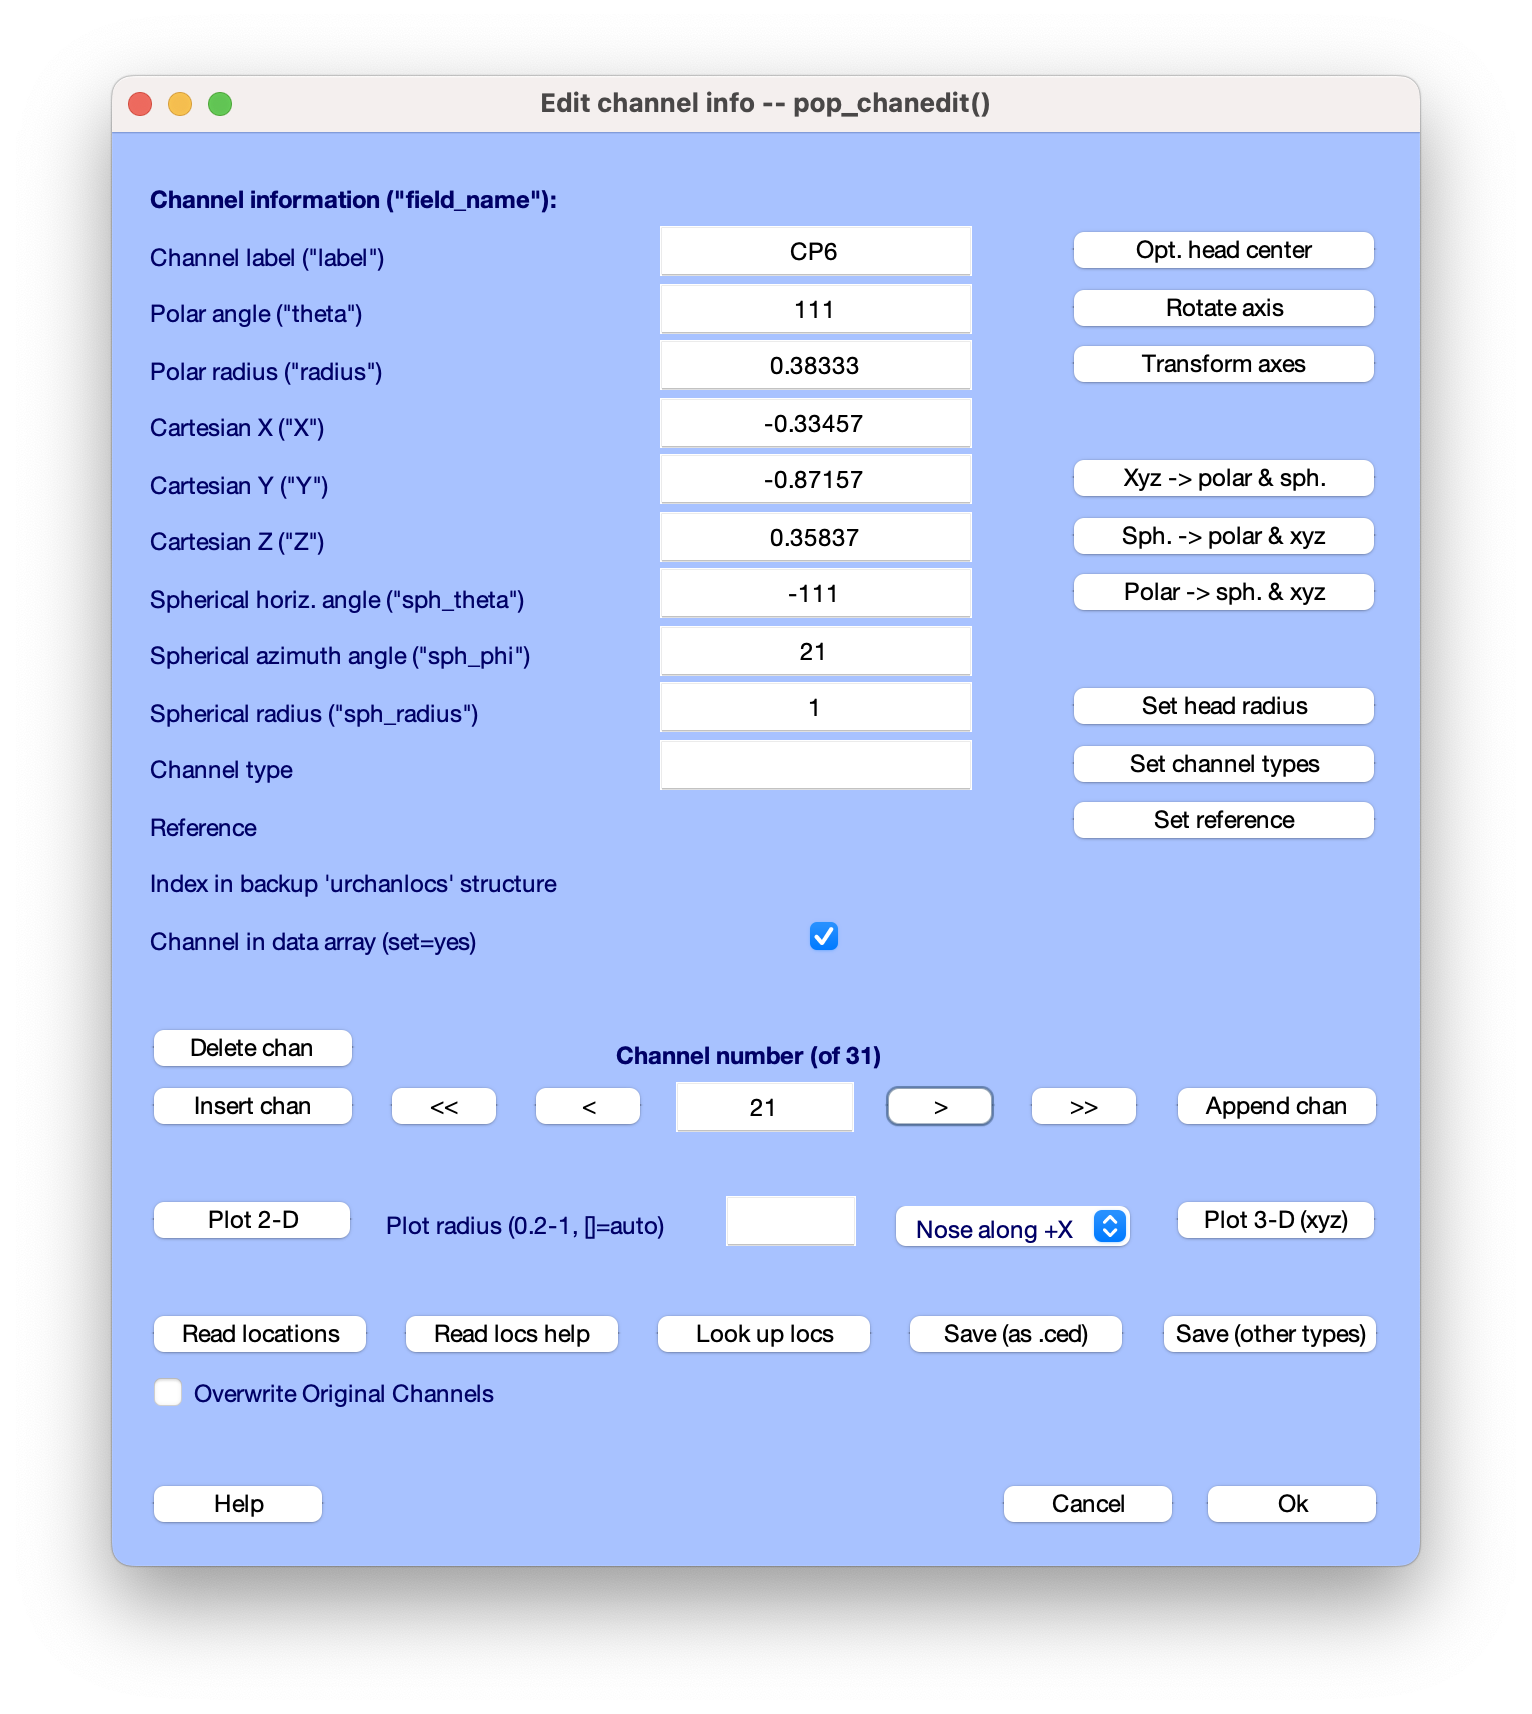 Edit channel info -- pop_chanedit()
Channel information ("field_name"):
Channel label ("label") CP6 Opt. head center
Polar angle ("theta") 111 Rotate axis
Polar radius ("radius") 0.38333 Transform axes
Cartesian X ("X") -0.33457
Cartesian Y ("Y") -0.87157 Xyz -> polar & sph.
Cartesian Z ("Z") 0.35837 Sph. -> polar & xyz
Spherical horiz. angle ("sph_theta") -111 Polar -> sph. & xyz
Spherical azimuth angle ("sph_phi") 21
Spherical radius ("sph_radius") 1 Set head radius
Channel type Set channel types
Reference Set reference
Index in backup 'urchanlocs' structure
Channel in data array (set=yes)
Delete chan Channel number (of 31)
Insert chan << < 21 > >> Append chan
Plot 2-D Plot radius (0.2-1, []=auto) Nose along +X Plot 3-D (xyz)
Read locations Read locs help Look up locs Save (as .ced) Save (other types)
Overwrite Original Channels
Help Cancel Ok